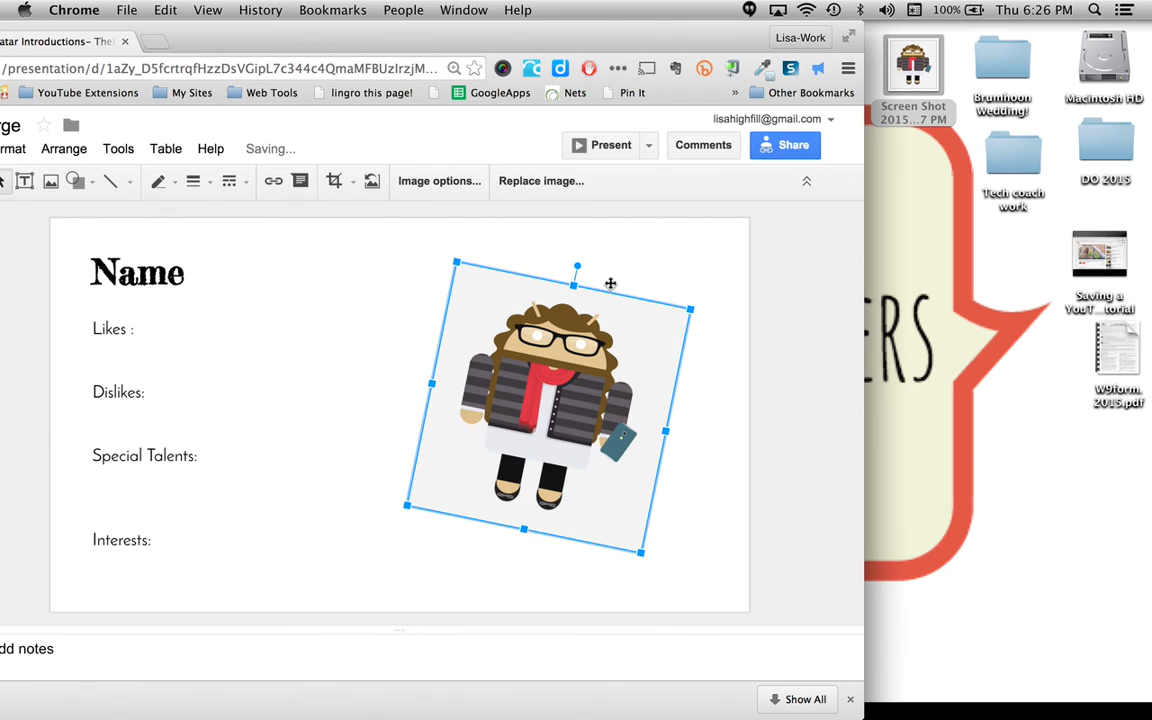 Chrome File Edit View History Bookmarks People Window Help 100% Thu 6:26 PM
atar Introductions- The
Lisa-Work
/presentation/d/1aZy_D5fcrtrqfHzzDsVGipL7c344c4QmaMFBUzIrzjM...
YouTube Extensions My Sites Web Tools lingro this page! GoogleApps Nets Pin It » Other Bookmarks
rge
lisahighfill@gmail.com
rmat Arrange Tools Table Help Saving...
Present Comments Share
Image options... Replace image...
Name
Likes :
Dislikes:
Special Talents:
Interests:
dd notes
Show All
Screen Shot
2015...7 PM
Brumhoon
Wedding!
Macintosh HD
Tech coach
work
DO 2015
Saving a
YouT...torial
W9form.
2015.pdf
ERS